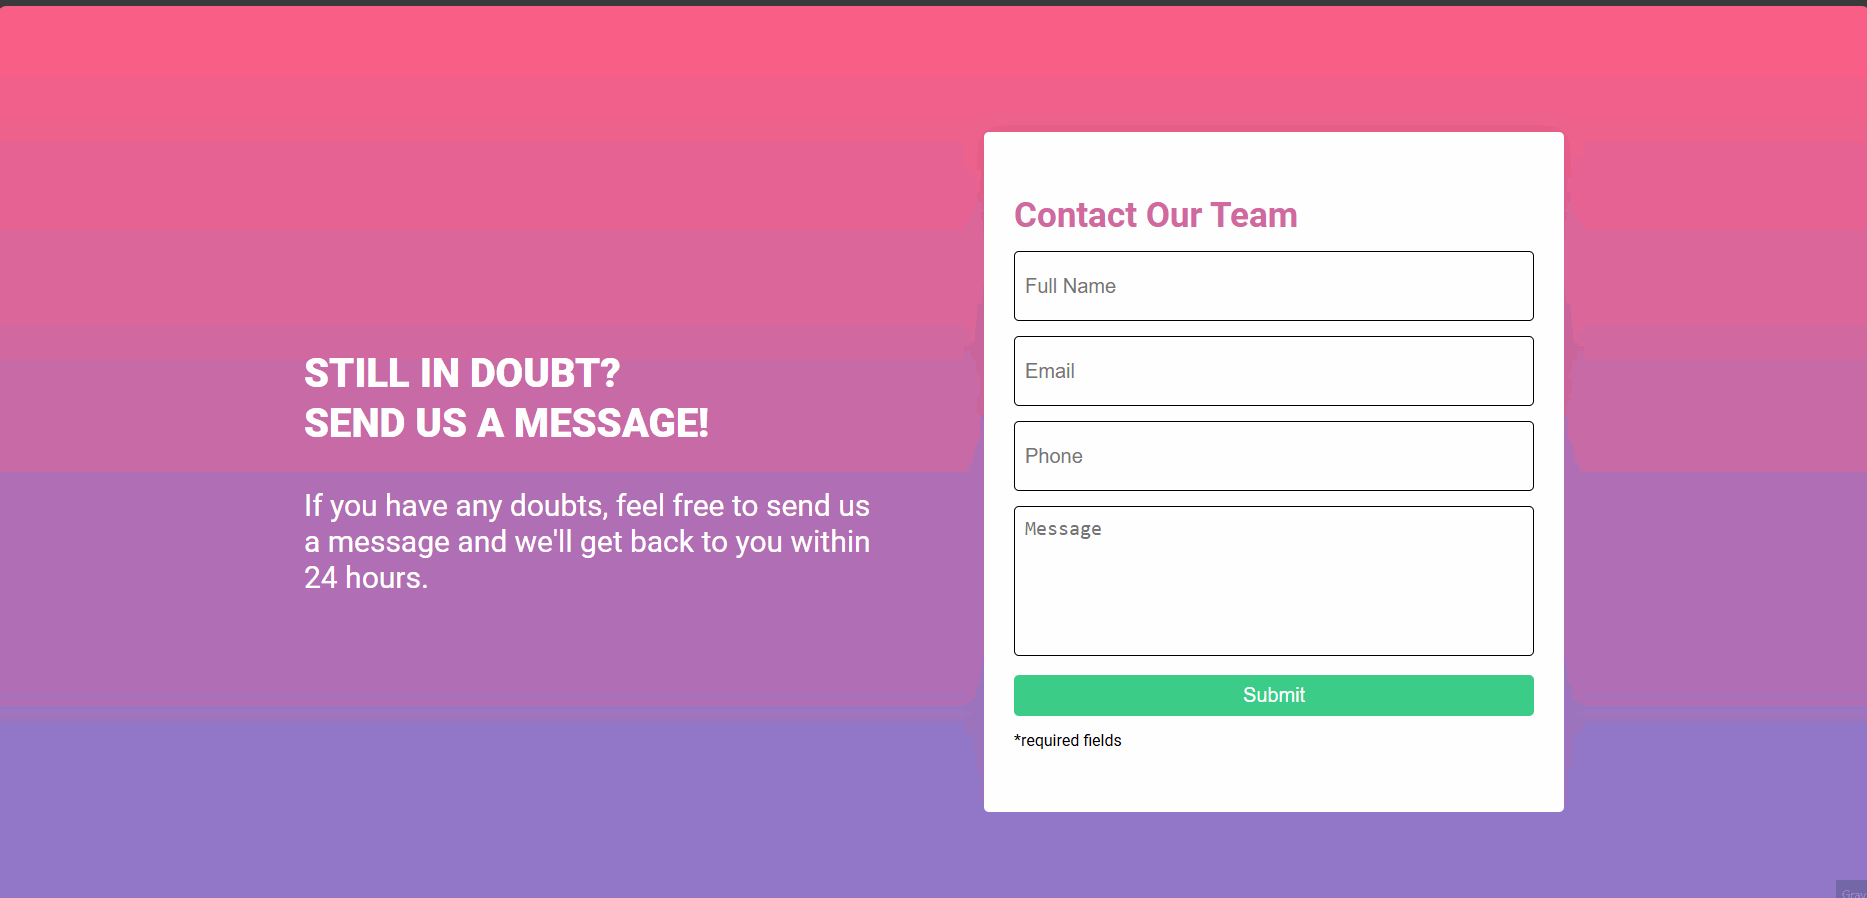 STILL IN DOUBT?
SEND US A MESSAGE!
If you have any doubts, feel free to send us
a message and we'll get back to you within
24 hours.
Contact Our Team
Full Name
Email
Phone
Message
Submit
*required fields